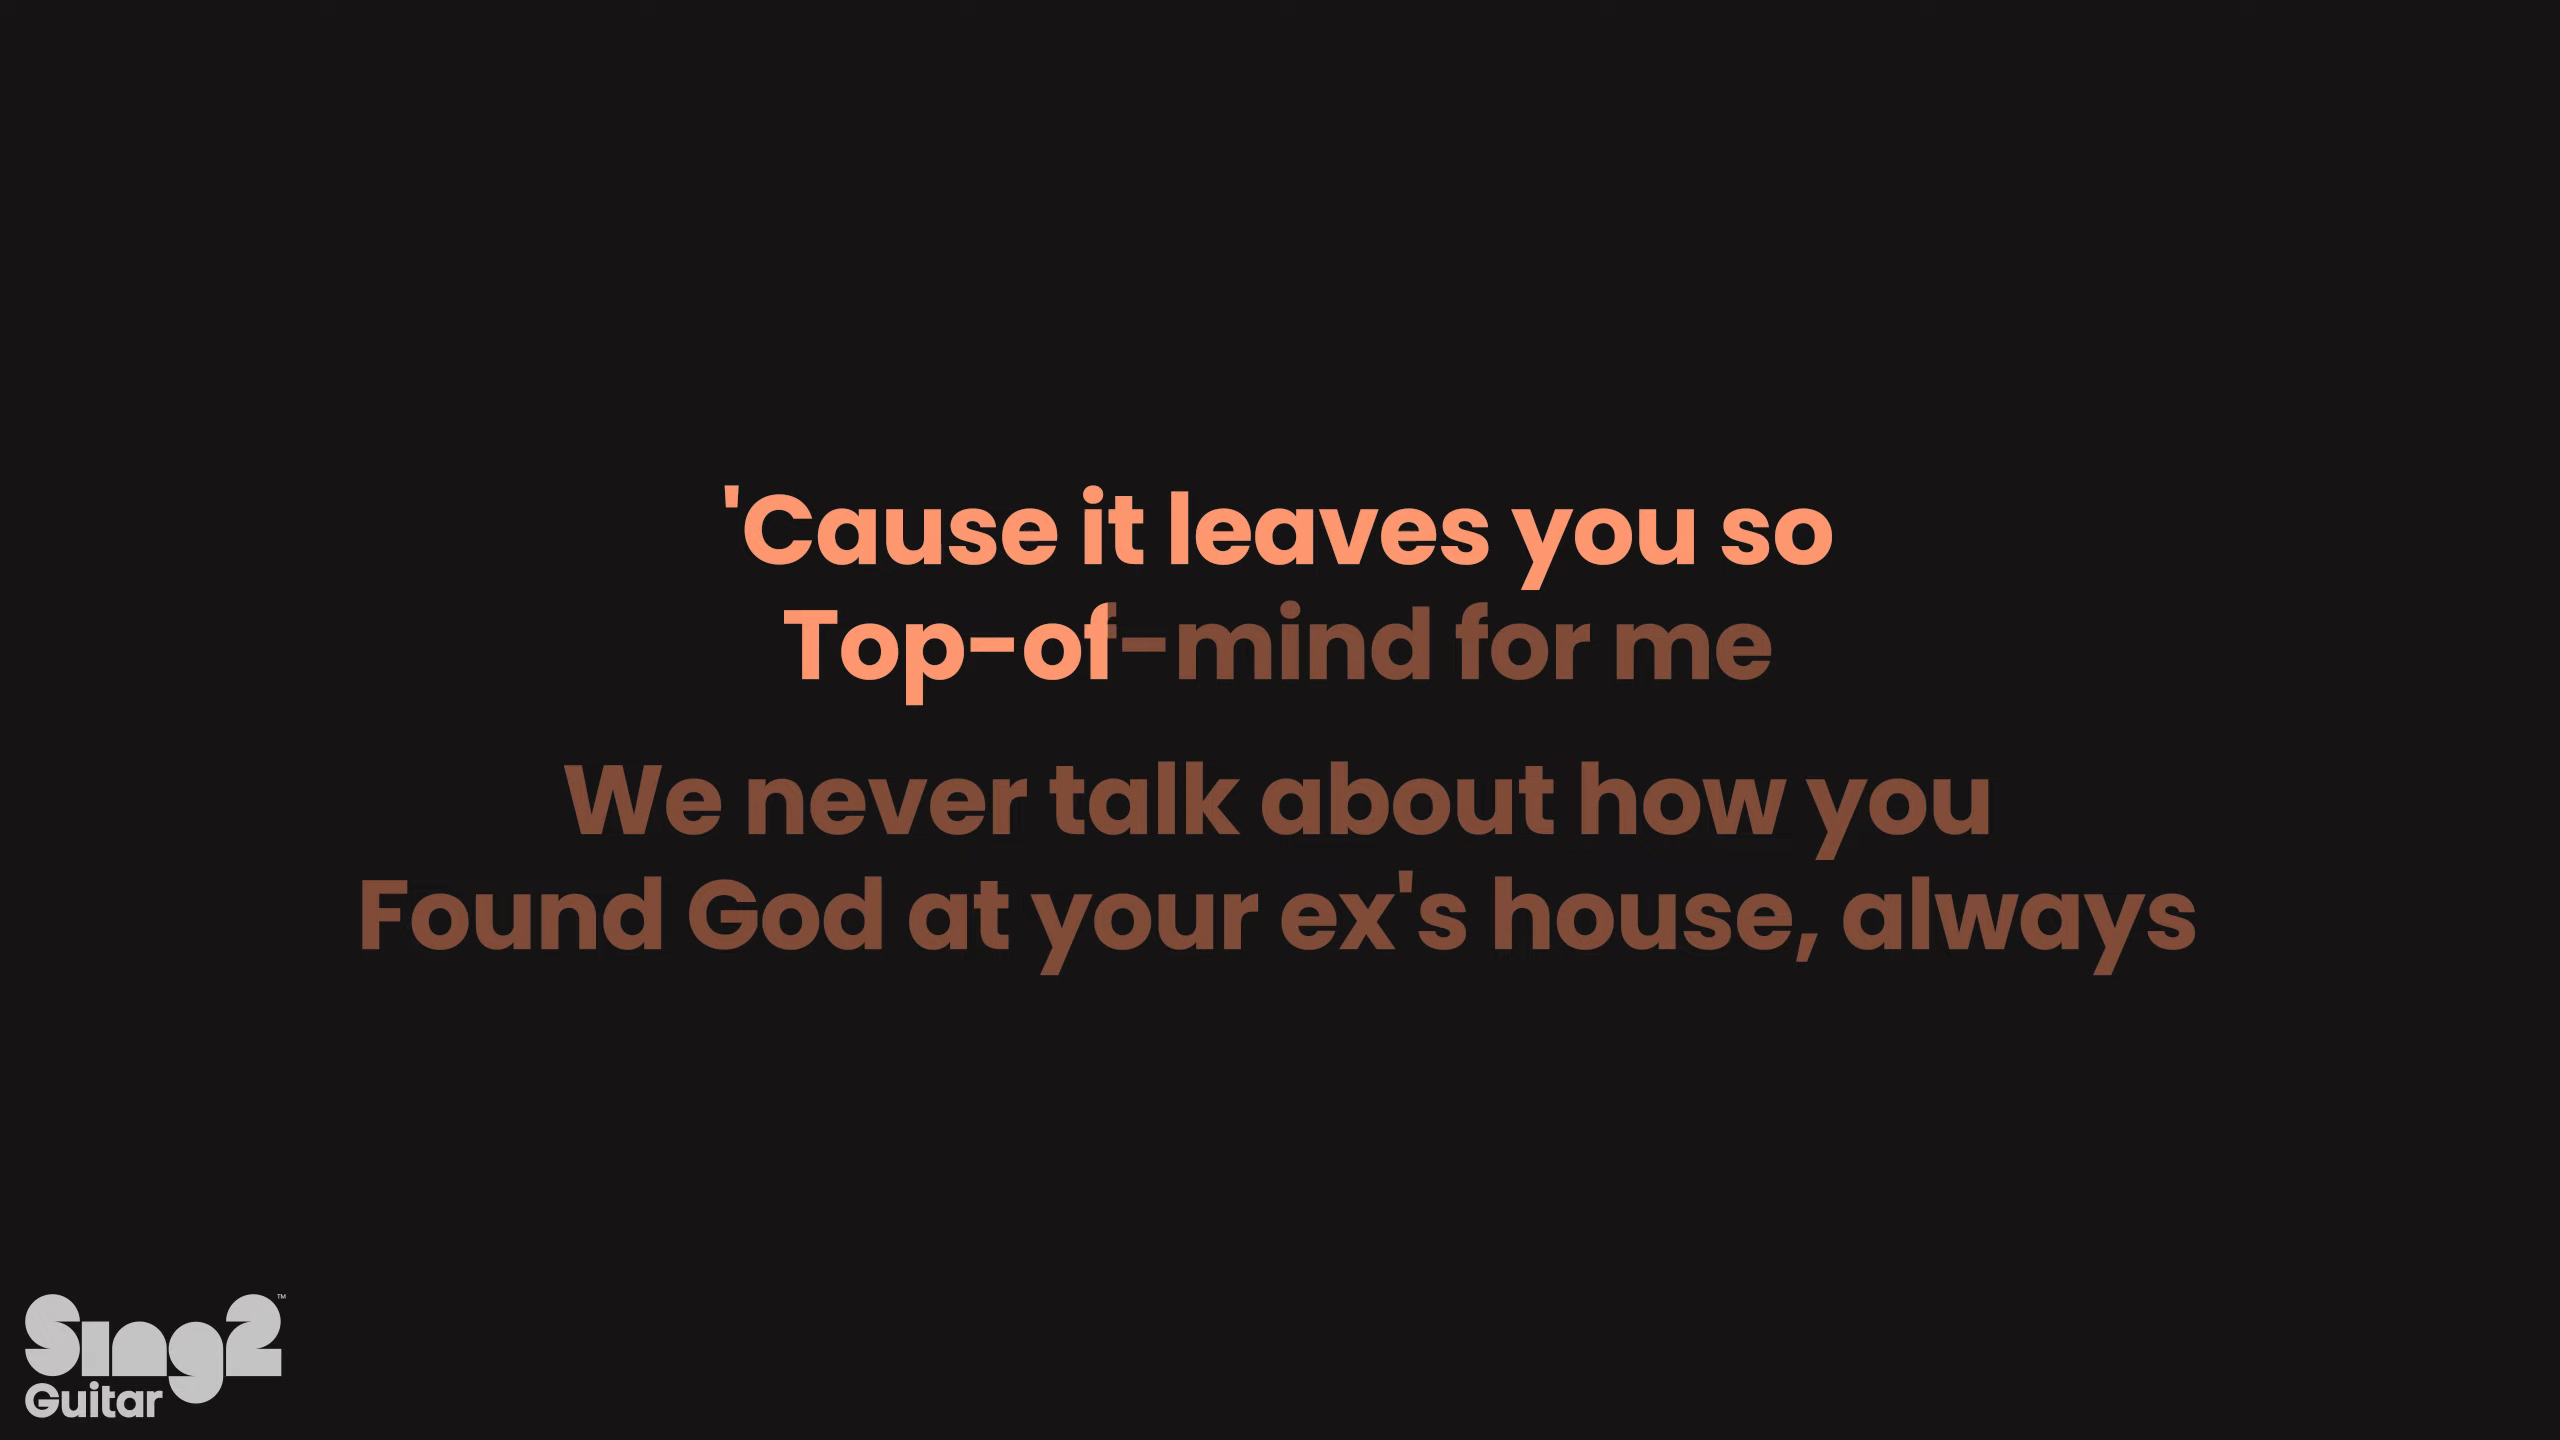 'Cause it leaves you so
Top-of-mind for me
We never talk about how you
Found God at your ex's house, always
Sing2™
Guitar